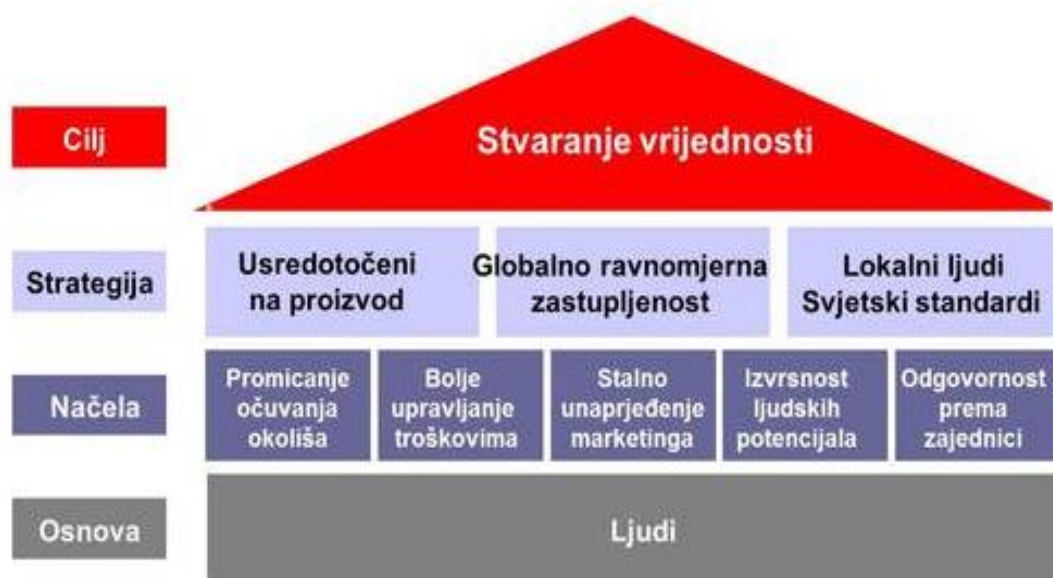 Cilj
Stvaranje vrijednosti
Strategija
Usredotočeni
na proizvod
Globalno ravnomjerna
zastupljenost
Lokalni ljudi
Svjetski standardi
Načela
Promicanje
očuvanja
okoliša
Bolje
upravljanje
troškovima
Stalno
unaprjeđenje
marketinga
Izvrsnost
ljudskih
potencijala
Odgovornost
prema
zajednici
Osnova
Ljudi